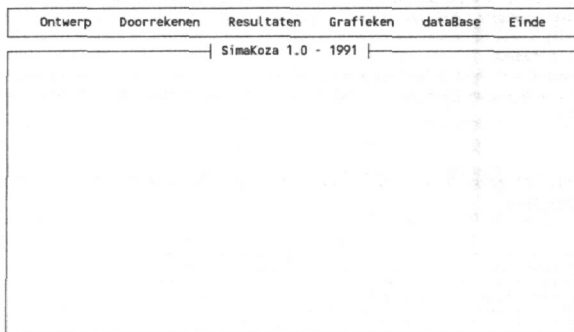 Ontwerp Doorrekenen Resultaten Grafieken dataBase Einde
SimaKoza 1.0 - 1991